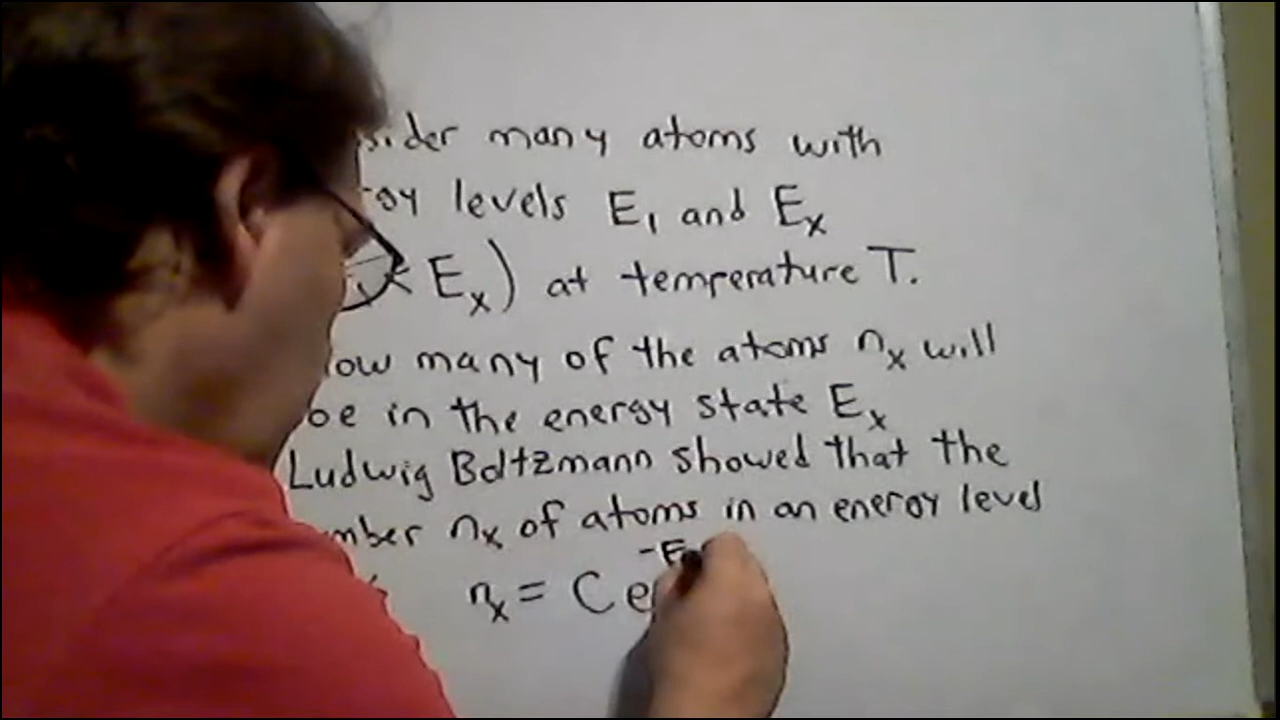 many atoms with
levels E₁ and Eₓ
Eₓ) at temperature T.
many of the atoms nₓ will
be in the energy state Eₓ
Ludwig Boltzmann showed that the
nₓ of atoms in an energy level
nₓ = C e^-E